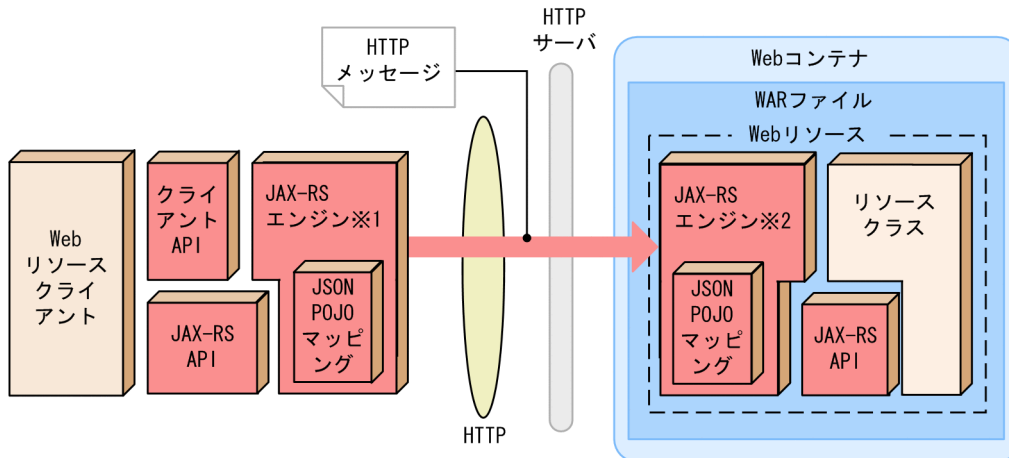 HTTP
メッセージ
HTTP
サーバ
Webコンテナ
WARファイル
Webリソース
Web
リソース
クライ
アント
クライ
アント
API
JAX-RS
API
JAX-RS
エンジン※1
JSON
POJO
マッピ
ング
HTTP
JAX-RS
エンジン※2
JSON
POJO
マッピ
ング
リソース
クラス
JAX-RS
API